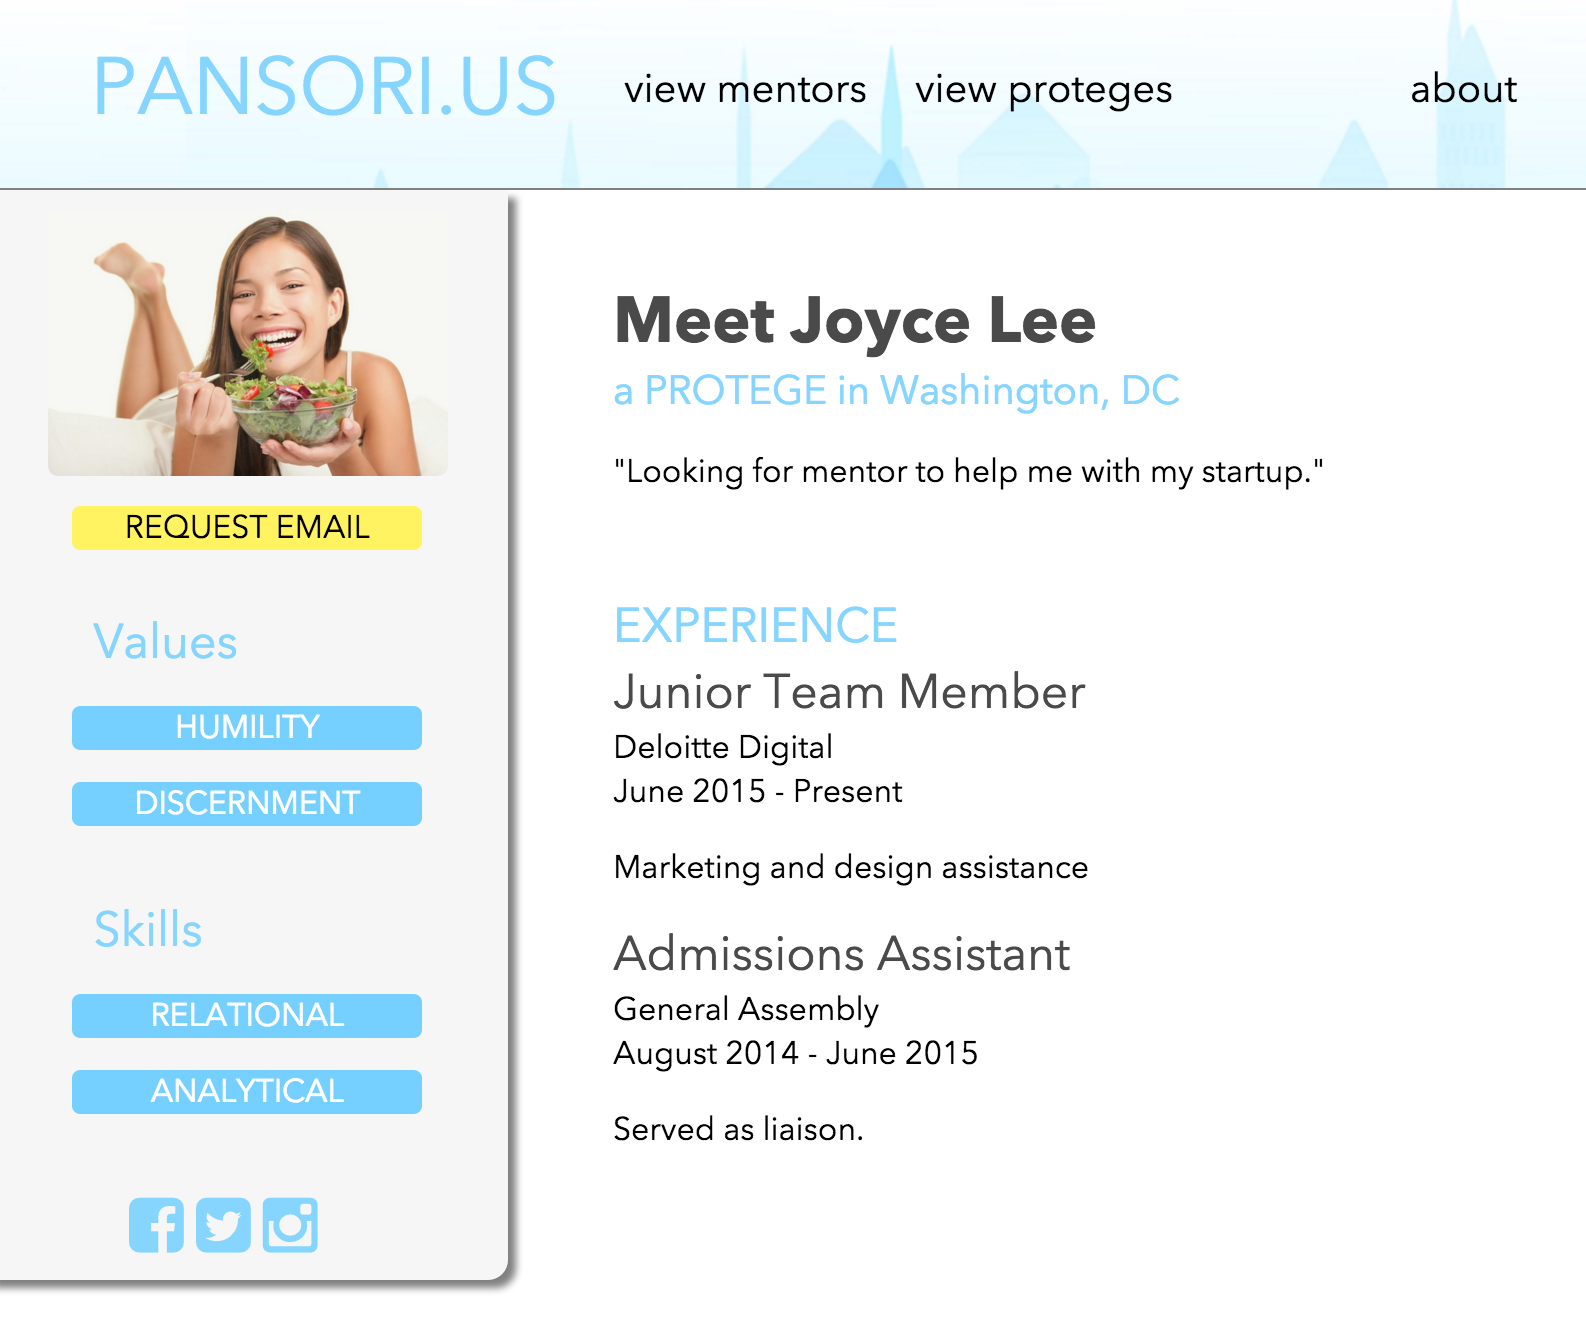 PANSORI.US
view mentors
view proteges
about
REQUEST EMAIL
Values
HUMILITY
DISCERNMENT
Skills
RELATIONAL
ANALYTICAL
Meet Joyce Lee
a PROTEGE in Washington, DC
"Looking for mentor to help me with my startup."
EXPERIENCE
Junior Team Member
Deloitte Digital
June 2015 - Present
Marketing and design assistance
Admissions Assistant
General Assembly
August 2014 - June 2015
Served as liaison.